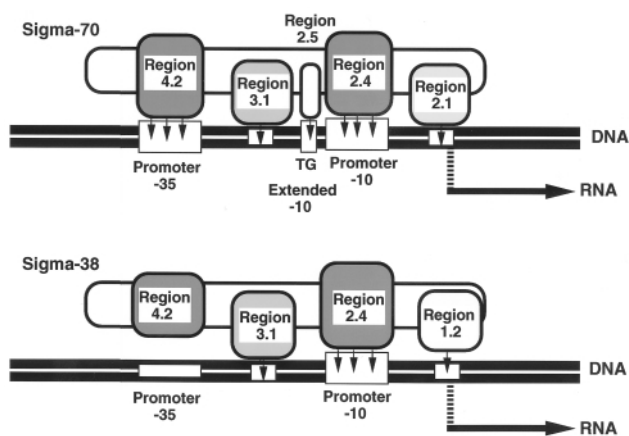 Sigma-70
Region
2.5
Region
4.2
Region
3.1
Region
2.4
Region
2.1
DNA
Promoter
-35
TG
Extended
-10
Promoter
-10
RNA
Sigma-38
Region
4.2
Region
3.1
Region
2.4
Region
1.2
DNA
Promoter
-35
Promoter
-10
RNA